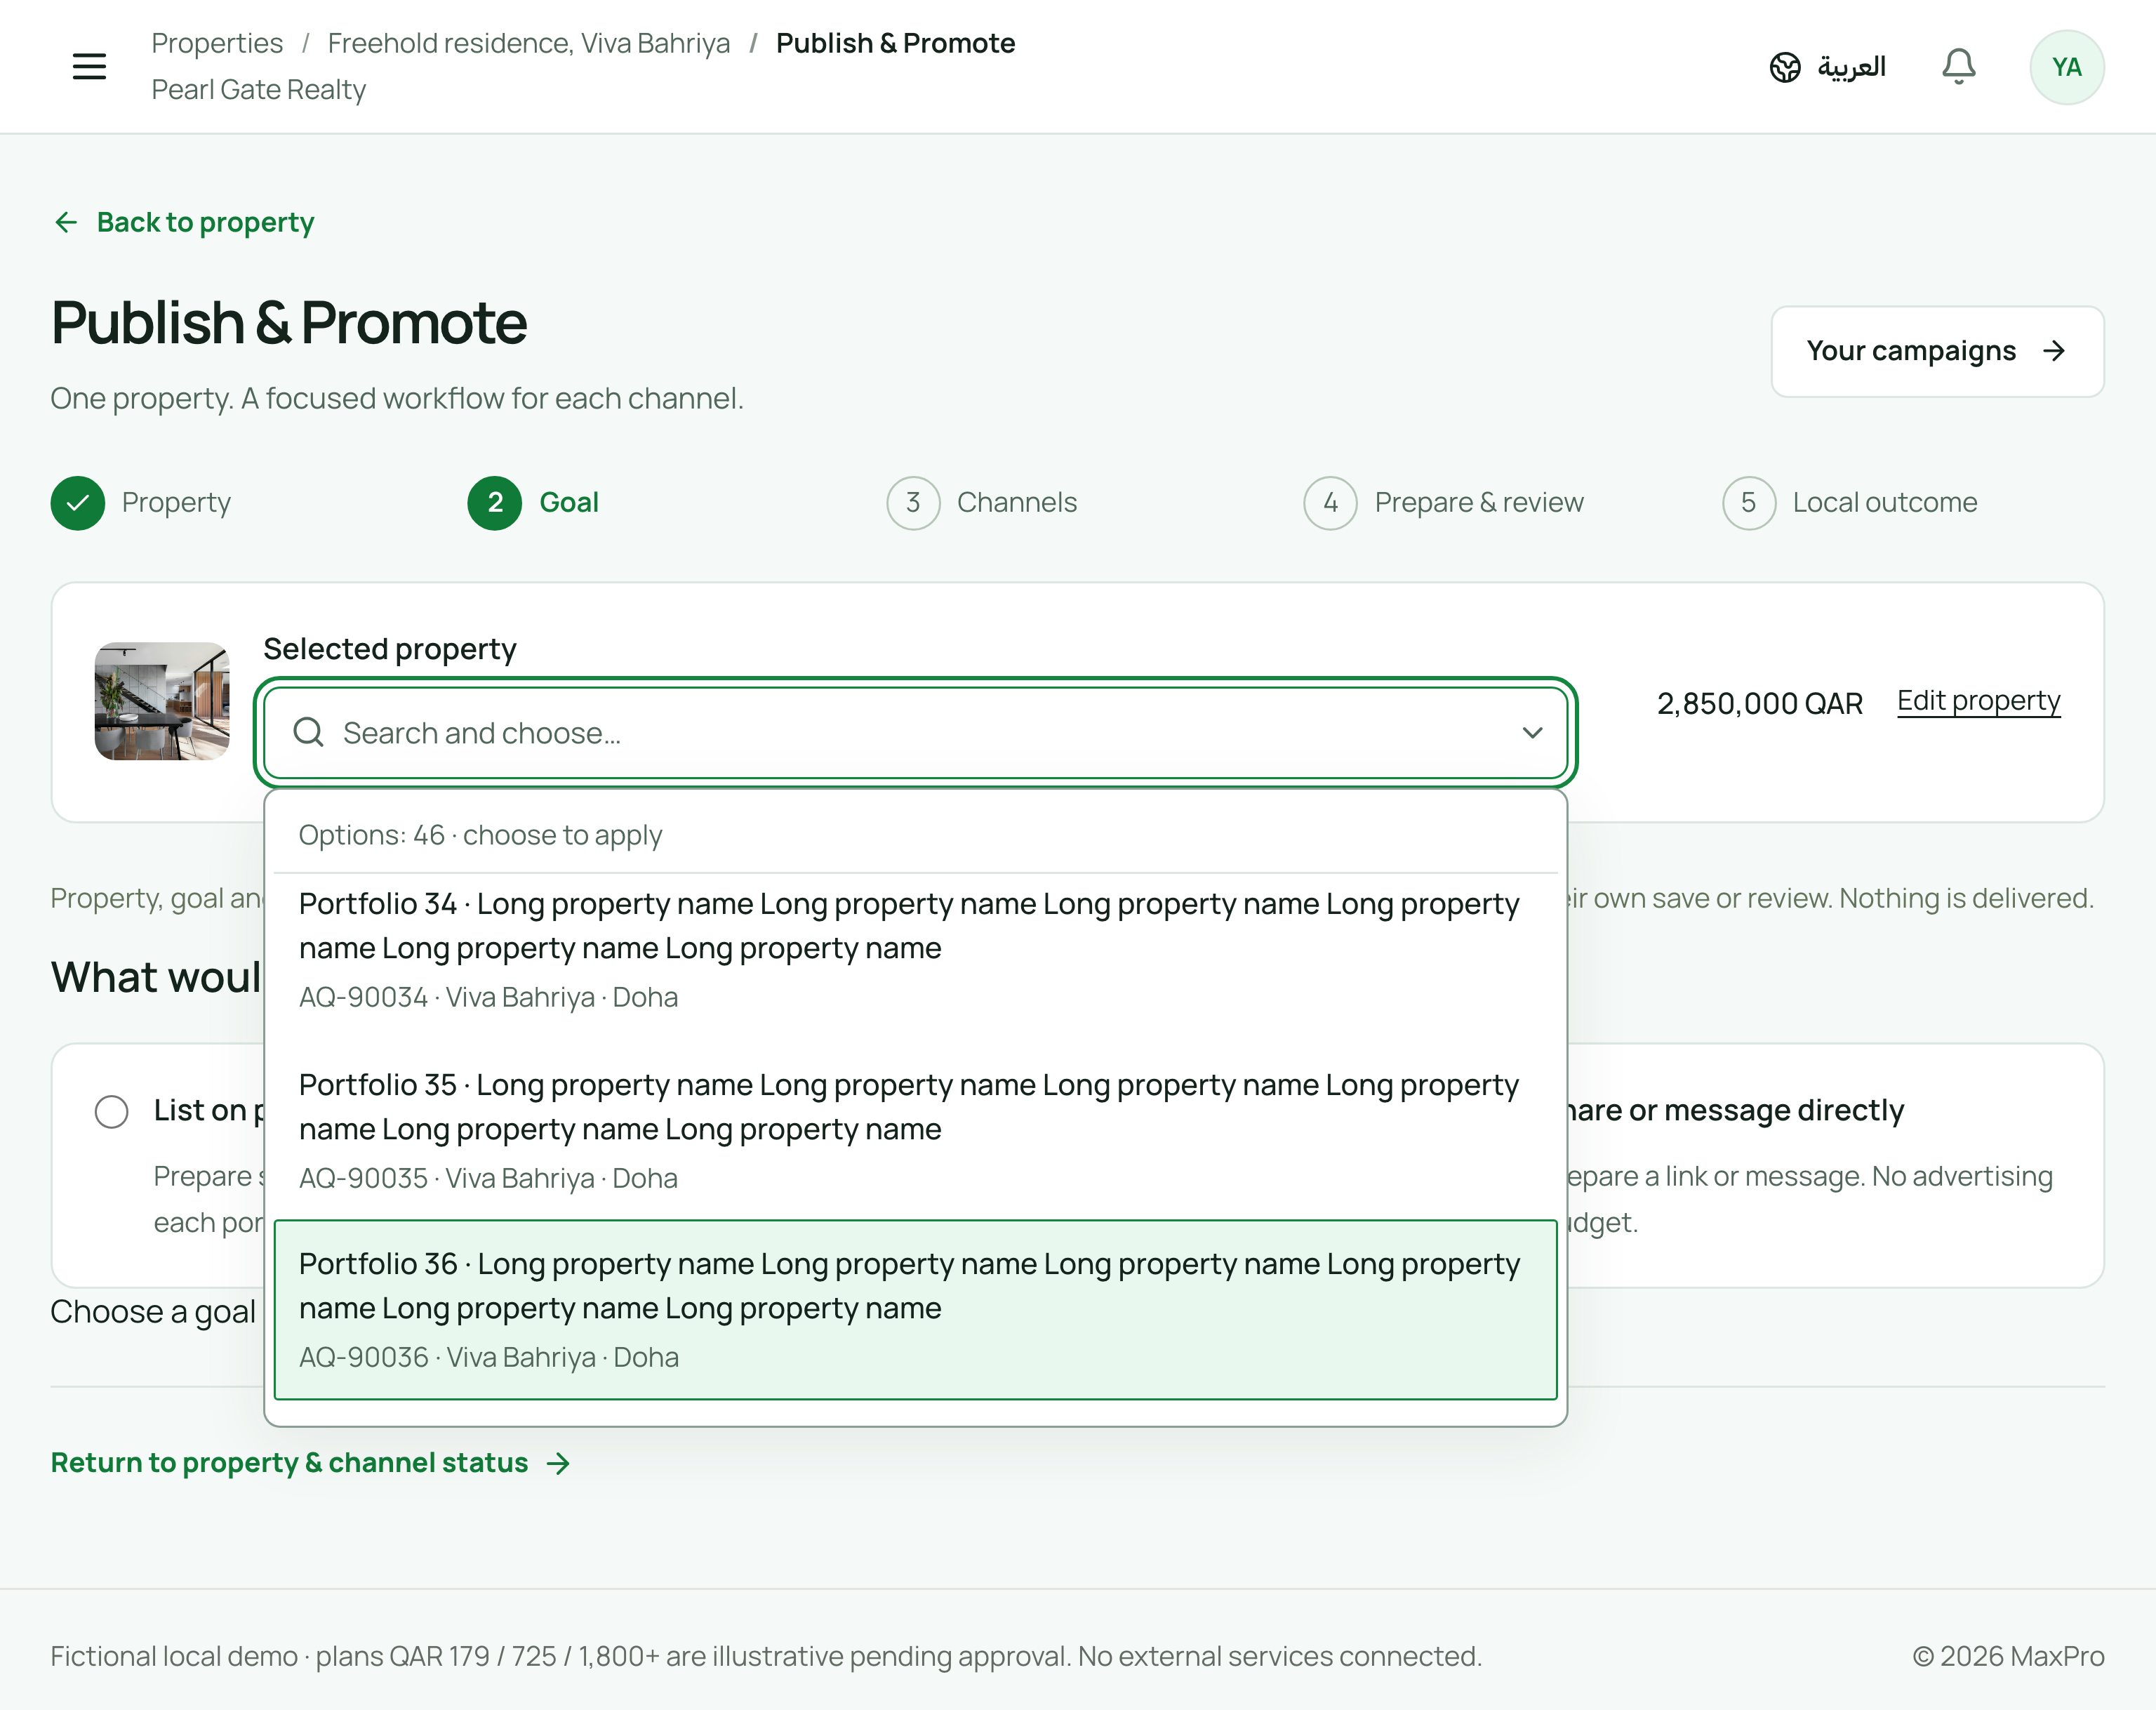 Properties / Freehold residence, Viva Bahriya / Publish & Promote
Pearl Gate Realty
العربية
YA
Back to property
Publish & Promote
One property. A focused workflow for each channel.
Your campaigns
Property
2 Goal
3 Channels
4 Prepare & review
5 Local outcome
Selected property
Search and choose...
2,850,000 QAR
Edit property
Options: 46 · choose to apply
Portfolio 34 · Long property name Long property name Long property name Long property
name Long property name Long property name
AQ-90034 · Viva Bahriya · Doha
Portfolio 35 · Long property name Long property name Long property name Long property
name Long property name Long property name
AQ-90035 · Viva Bahriya · Doha
Portfolio 36 · Long property name Long property name Long property name Long property
name Long property name Long property name
AQ-90036 · Viva Bahriya · Doha
Property, goal
own save or review. Nothing is delivered.
What
List on
Prepare
each
or message directly
a link or message. No advertising
Choose a goal
Return to property & channel status
Fictional local demo · plans QAR 179 / 725 / 1,800+ are illustrative pending approval. No external services connected.
© 2026 MaxPro